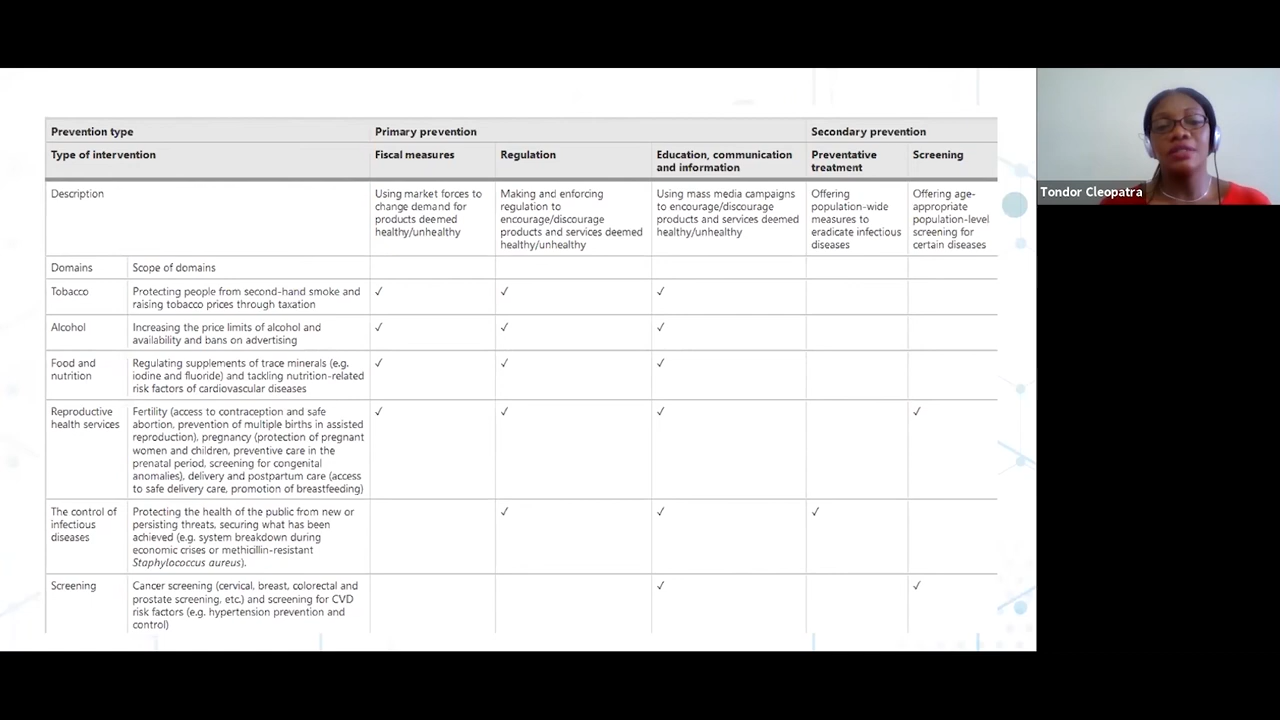 Prevention type Primary prevention Secondary prevention
Type of intervention Fiscal measures Regulation Education, communication and information Preventative treatment Screening
Description
Using market forces to
change demand for
products deemed
healthy/unhealthy
Making and enforcing
regulation to
encourage/discourage
products and services deemed
healthy/unhealthy
Using mass media campaigns
to encourage/discourage
products and services deemed
healthy/unhealthy
Offering
population-wide
measures to
eradicate infectious
diseases
Offering age-
appropriate
population-level
screening for
certain diseases
Domains Scope of domains
Tobacco
Protecting people from second-hand smoke and
raising tobacco prices through taxation
✓ ✓ ✓
Alcohol
Increasing the price limits of alcohol and
availability and bans on advertising
✓ ✓ ✓
Food and
nutrition
Regulating supplements of trace minerals (e.g.
iodine and fluoride) and tackling nutrition-related
risk factors of cardiovascular diseases
✓ ✓ ✓
Reproductive
health services
Fertility (access to contraception and safe
abortion, prevention of multiple births in assisted
reproduction), pregnancy (protection of pregnant
women and children, preventive care in the
prenatal period, screening for congenital
anomalies), delivery and postpartum care (access
to safe delivery care, promotion of breastfeeding)
✓ ✓ ✓ ✓
The control of
infectious
diseases
Protecting the health of the public from new or
persisting threats, securing what has been
achieved (e.g. system breakdown during
economic crises or methicillin-resistant
Staphylococcus aureus).
✓ ✓ ✓
Screening
Cancer screening (cervical, breast, colorectal and
prostate screening, etc.) and screening for CVD
risk factors (e.g. hypertension prevention and
control)
✓ ✓
Tondor Cleopatra